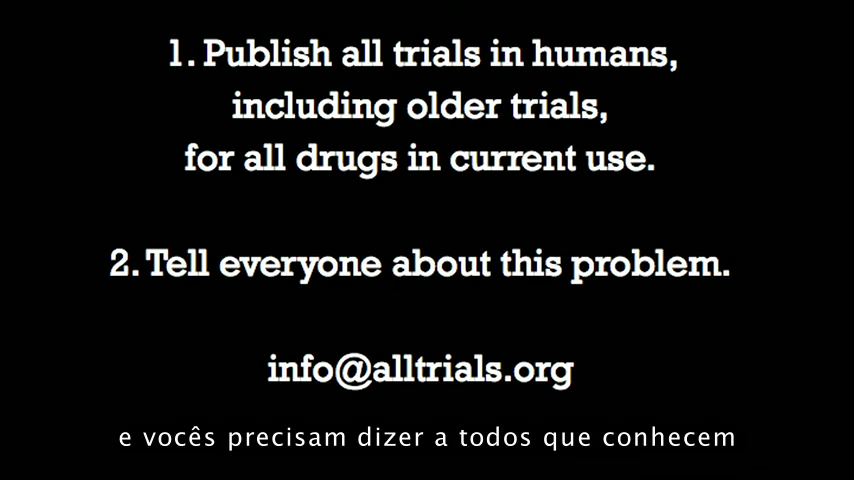 1. Publish all trials in humans,
including older trials,
for all drugs in current use.
2. Tell everyone about this problem.
info@alltrials.org
e vocês precisam dizer a todos que conhecem